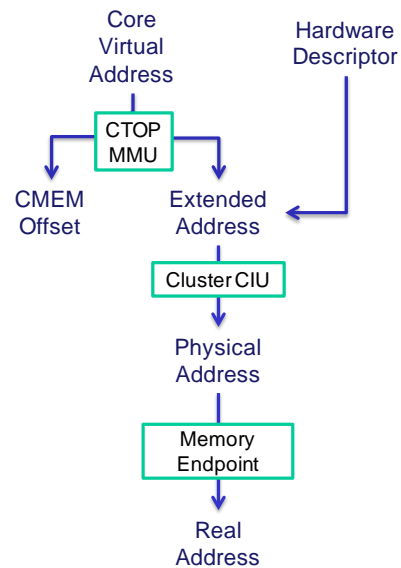 Core
Virtual
Address
Hardware
Descriptor
CTOP
MMU
CMEM
Offset
Extended
Address
Cluster CIU
Physical
Address
Memory
Endpoint
Real
Address